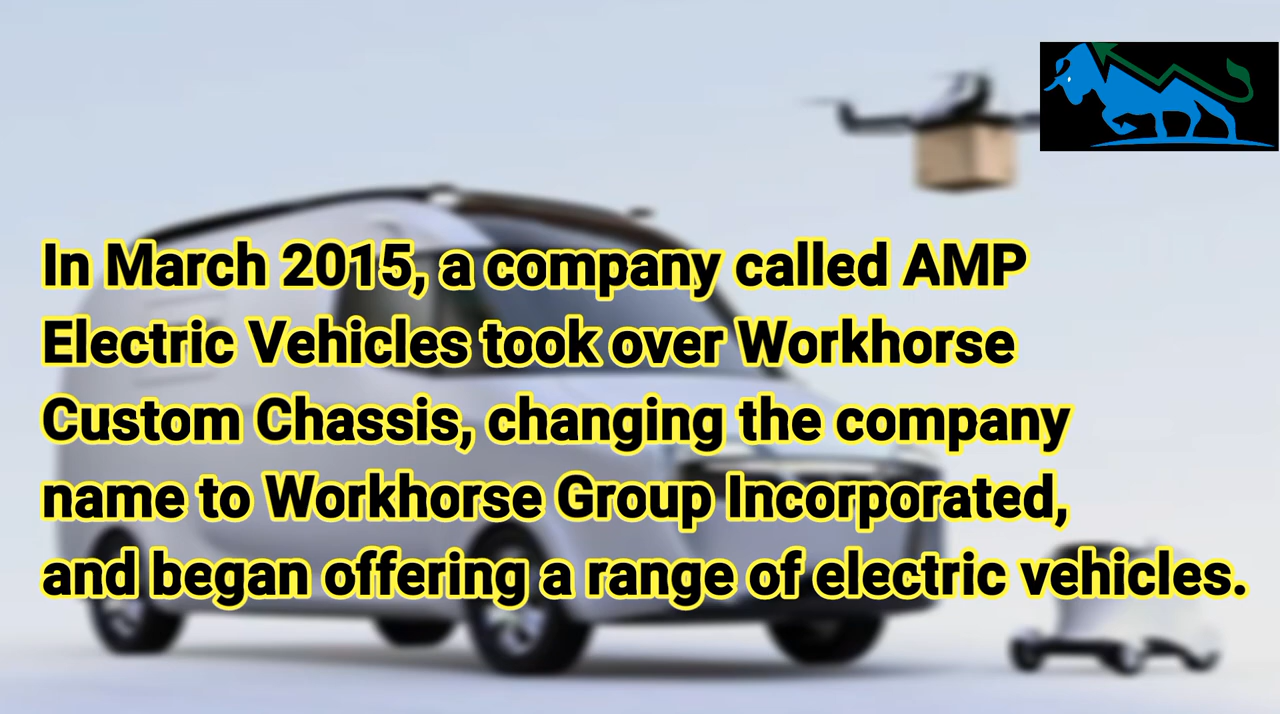 In March 2015, a company called AMP
Electric Vehicles took over Workhorse
Custom Chassis, changing the company
name to Workhorse Group Incorporated,
and began offering a range of electric vehicles.